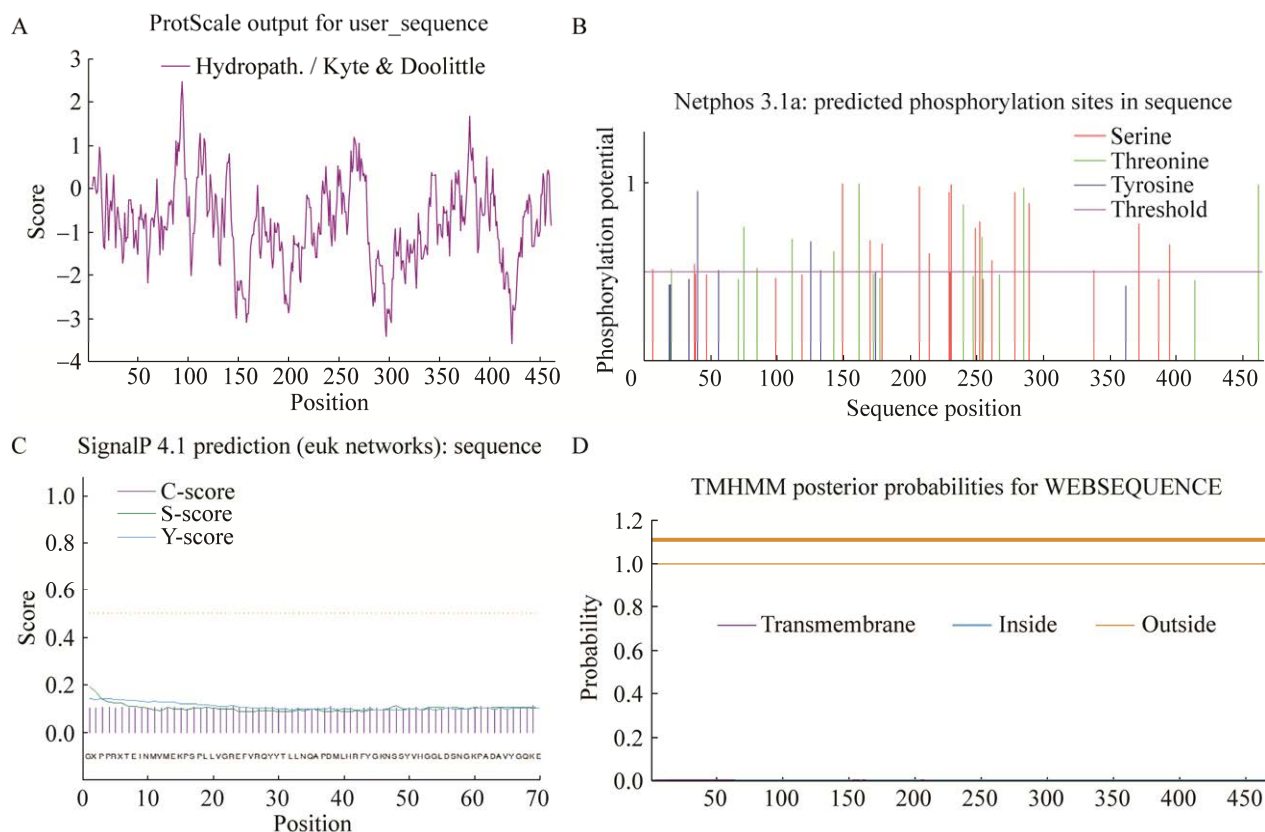 A
ProtScale output for user_sequence
Hydropath. / Kyte & Doolittle
Score
3
2
1
0
−1
−2
−3
−4
50 100 150 200 250 300 350 400 450
Position
B
Netphos 3.1a: predicted phosphorylation sites in sequence
Serine
Threonine
Tyrosine
Threshold
Phosphorylation potential
1
0 50 100 150 200 250 300 350 400 450
Sequence position
C
SignalP 4.1 prediction (euk networks): sequence
C-score
S-score
Y-score
Score
1.0
0.8
0.6
0.4
0.2
0.0
GXPPRXTEINMVMEKPSPLLVGREFVRQYYTLLNQAPDMLHRFYGKNSSYVHGGLDSNGKPADAVYGQKE
0 10 20 30 40 50 60 70
Position
D
TMHMM posterior probabilities for WEBSEQUENCE
Probability
1.2
1.0
0.8
0.6
0.4
0.2
0.0
Transmembrane Inside Outside
50 100 150 200 250 300 350 400 450